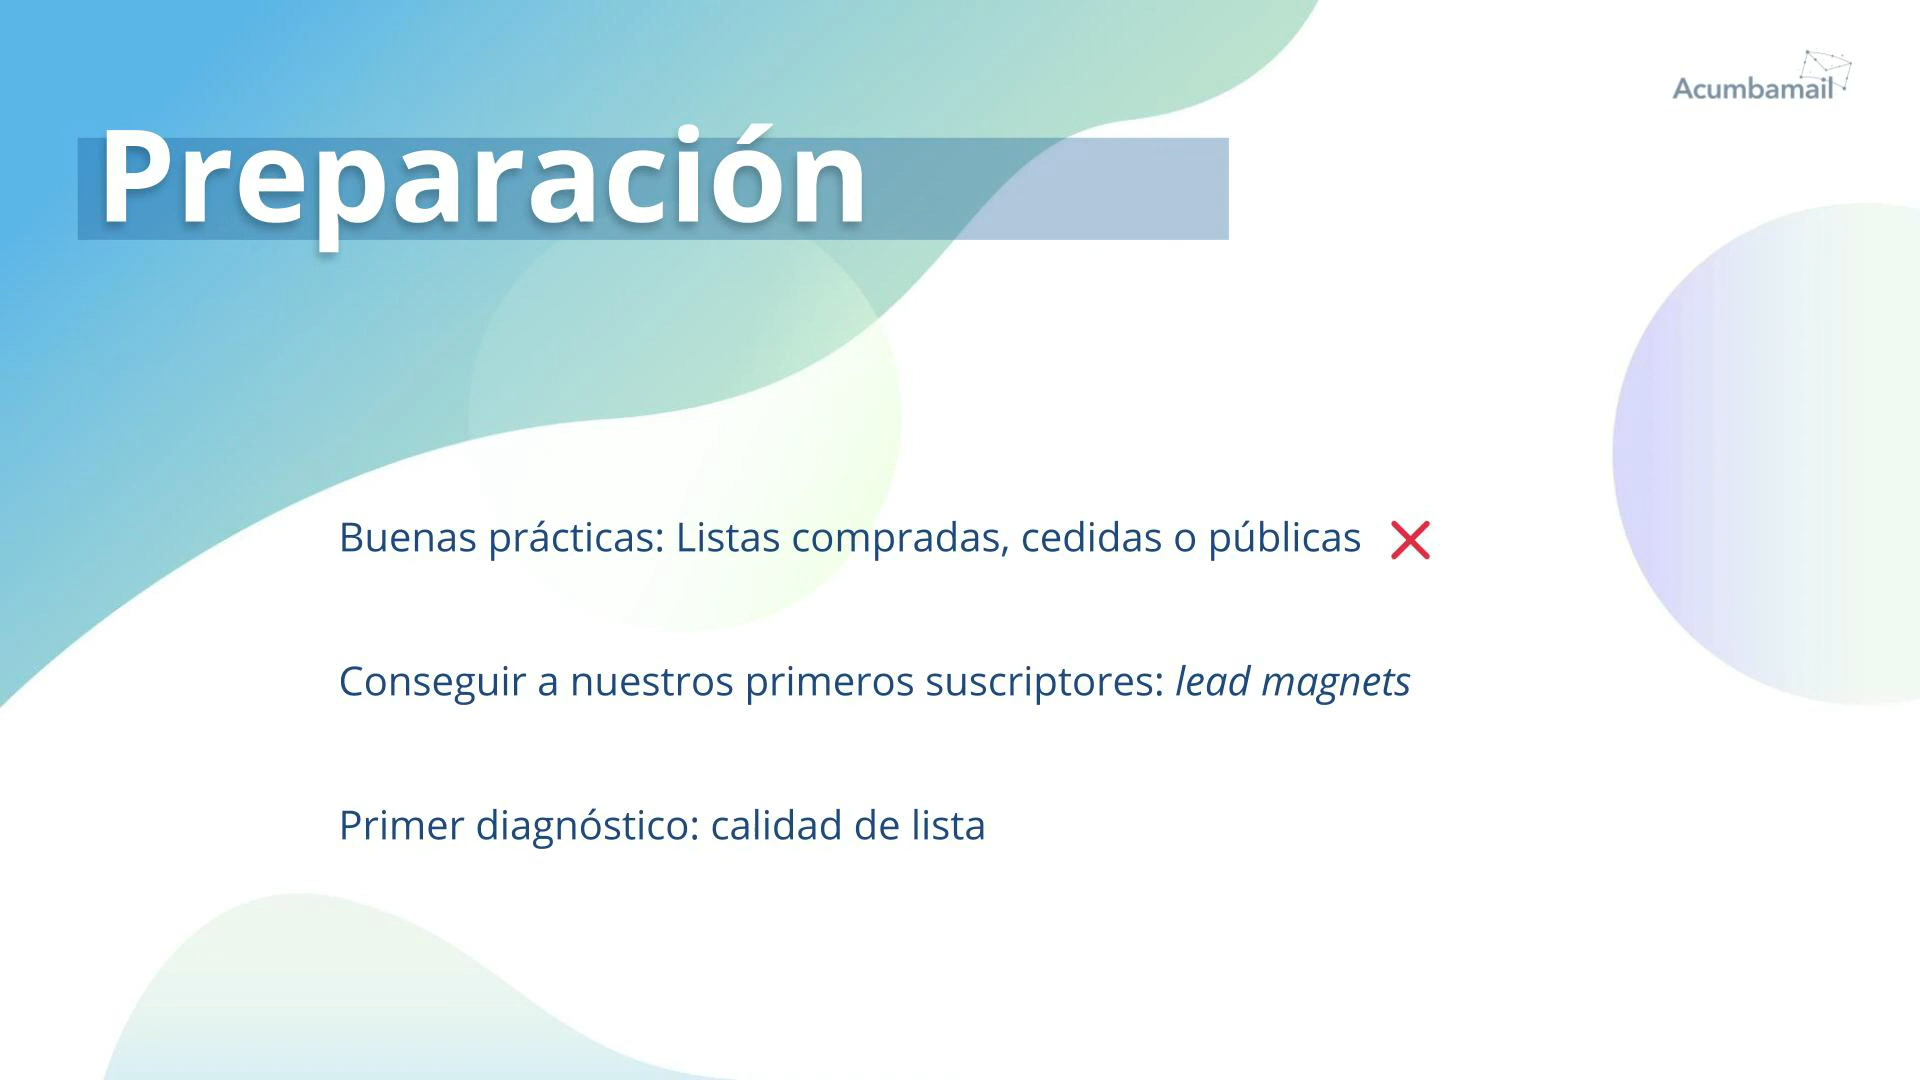 Acumbamail
Preparación
Buenas prácticas: Listas compradas, cedidas o públicas ❌
Conseguir a nuestros primeros suscriptores: lead magnets
Primer diagnóstico: calidad de lista